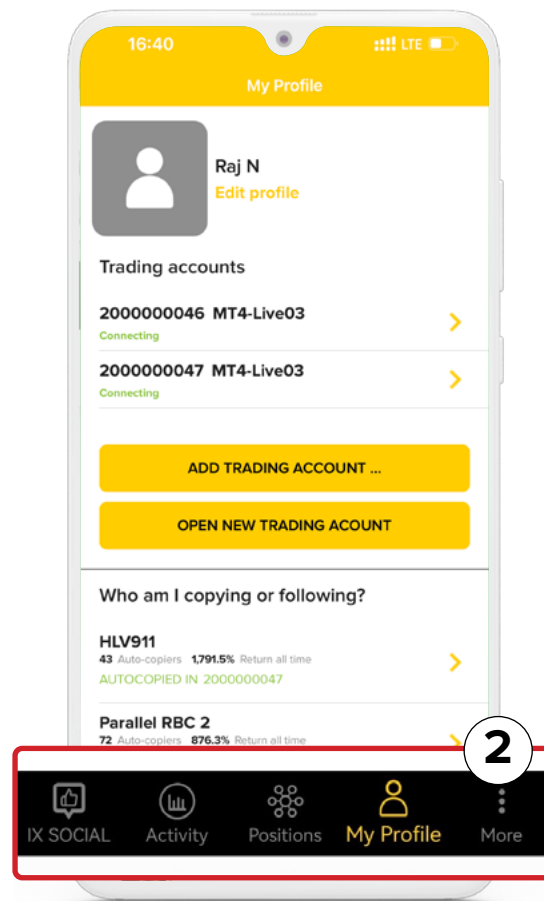 16:40 LTE
My Profile
Raj N
Edit profile
Trading accounts
2000000046 MT4-Live03
Connecting
2000000047 MT4-Live03
Connecting
ADD TRADING ACCOUNT ...
OPEN NEW TRADING ACOUNT
Who am I copying or following?
HLV911
43 Auto-copiers 1,791.5% Return all time
AUTOCOPIED IN 2000000047
Parallel RBC 2
72 Auto-copiers 876.3% Return all time
2
IX SOCIAL Activity Positions My Profile More